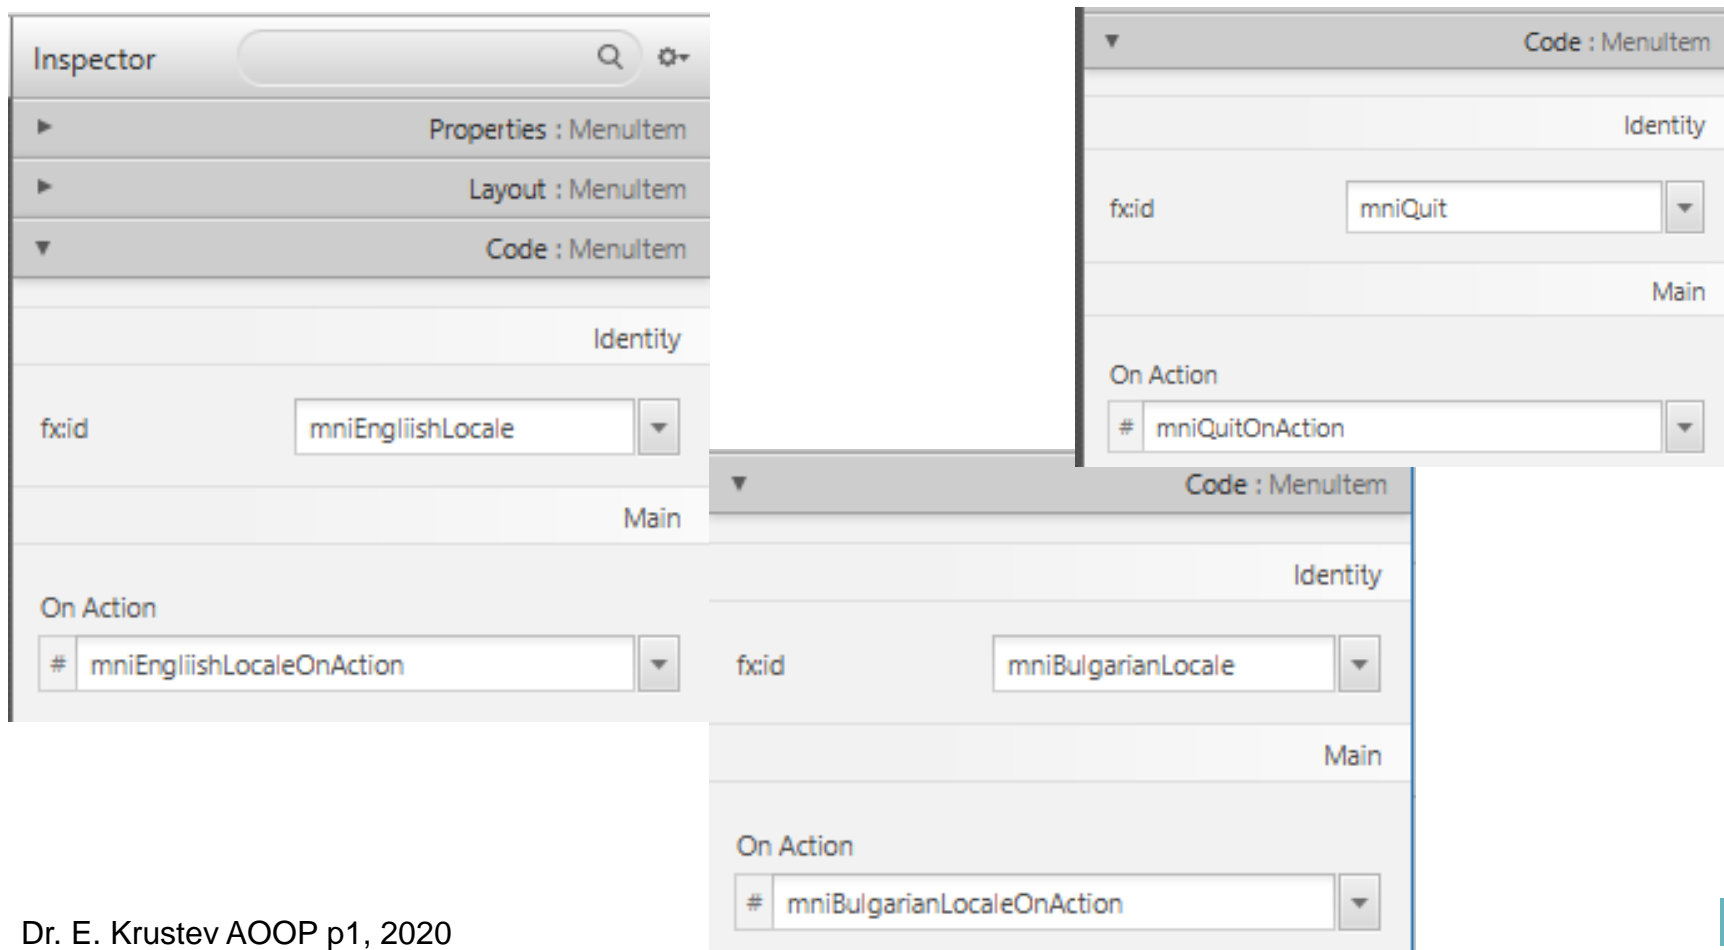 Inspector
Properties : MenuItem
Layout : MenuItem
Code : MenuItem
Identity
fx:id mniEngliishLocale
Main
On Action
# mniEngliishLocaleOnAction
Code : MenuItem
Identity
fx:id mniQuit
Main
On Action
# mniQuitOnAction
Code : MenuItem
Identity
fx:id mniBulgarianLocale
Main
On Action
# mniBulgarianLocaleOnAction
Dr. E. Krustev AOOP p1, 2020